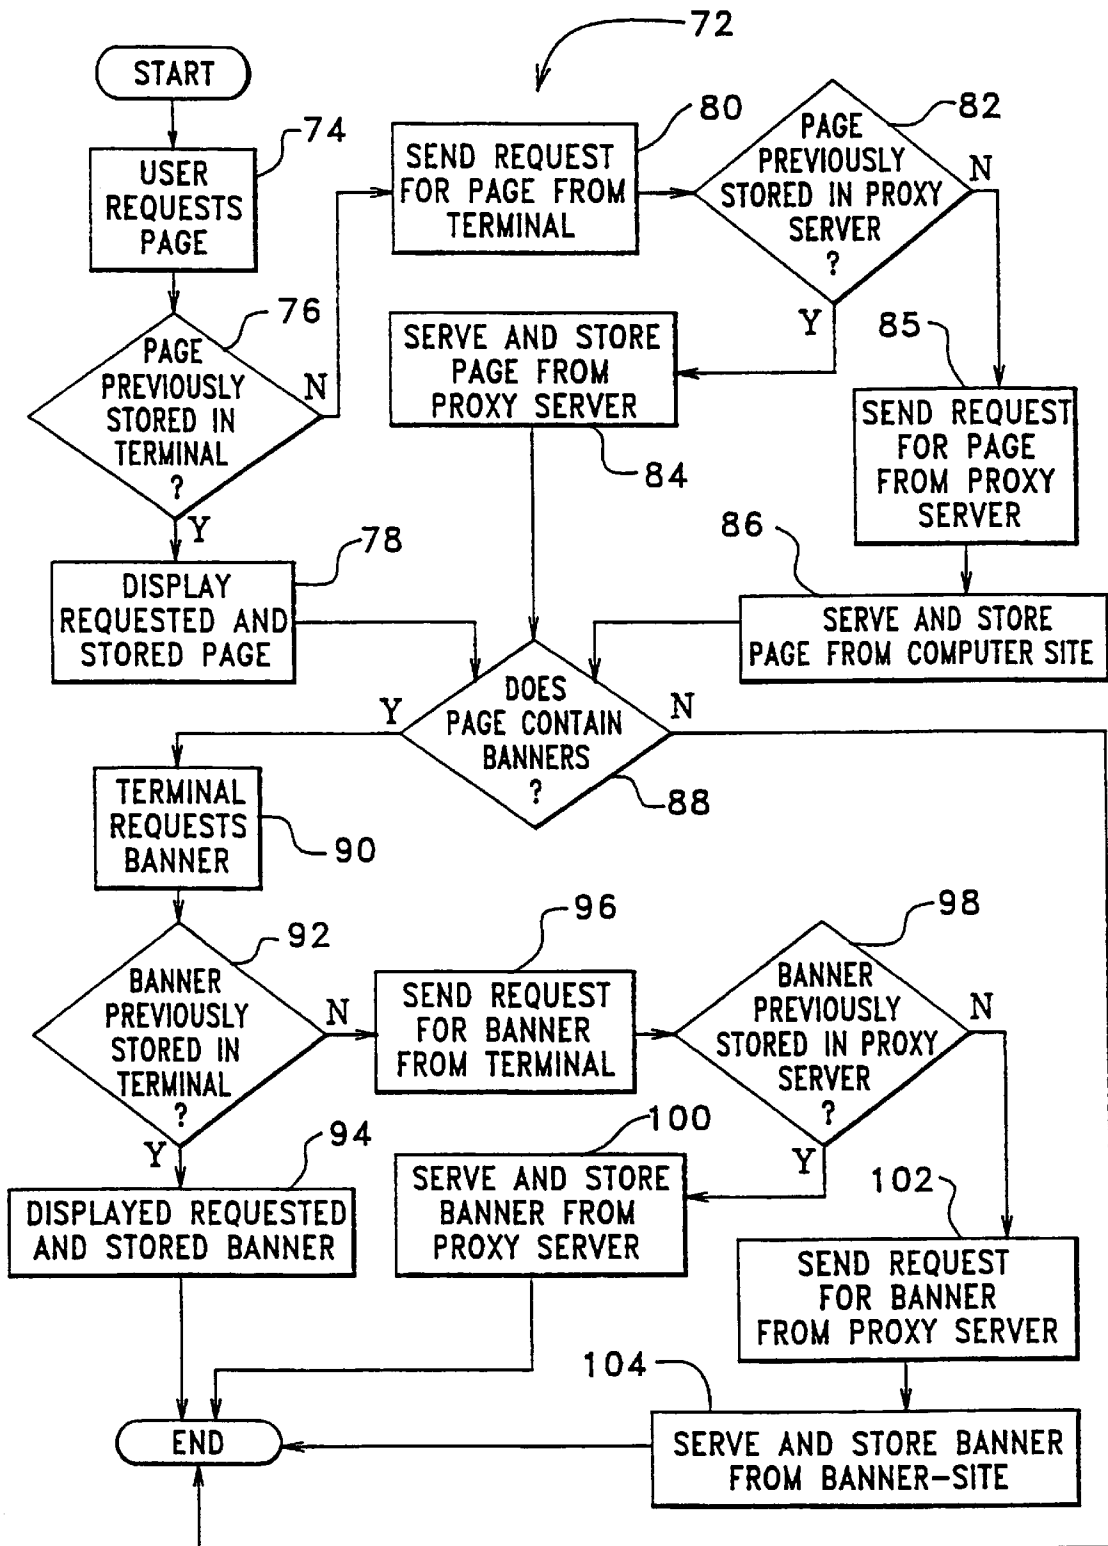 72
START
74
USER
REQUESTS
PAGE
80
SEND REQUEST
FOR PAGE FROM
TERMINAL
82
PAGE
PREVIOUSLY
STORED IN PROXY
SERVER
?
N
Y
76
PAGE
PREVIOUSLY
STORED IN
TERMINAL
?
N
Y
SERVE AND STORE
PAGE FROM
PROXY SERVER
84
85
SEND REQUEST
FOR PAGE
FROM PROXY
SERVER
78
DISPLAY
REQUESTED AND
STORED PAGE
86
SERVE AND STORE
PAGE FROM COMPUTER SITE
DOES
PAGE CONTAIN
BANNERS
?
Y
N
88
TERMINAL
REQUESTS
BANNER
90
92
BANNER
PREVIOUSLY
STORED IN
TERMINAL
?
N
Y
96
SEND REQUEST
FOR BANNER
FROM TERMINAL
98
BANNER
PREVIOUSLY
STORED IN PROXY
SERVER
?
N
Y
94
DISPLAYED REQUESTED
AND STORED BANNER
100
SERVE AND STORE
BANNER FROM
PROXY SERVER
102
SEND REQUEST
FOR BANNER
FROM PROXY SERVER
104
SERVE AND STORE BANNER
FROM BANNER-SITE
END